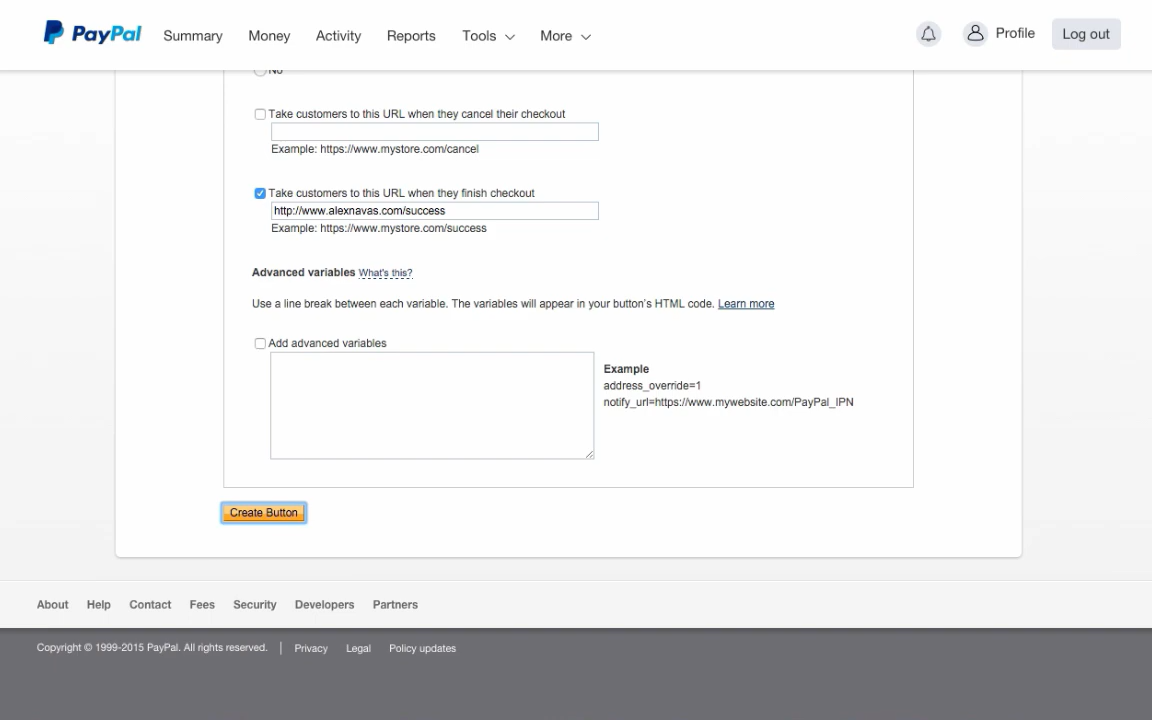 PayPal Summary Money Activity Reports Tools More Profile Log out
No
Take customers to this URL when they cancel their checkout
Example: https://www.mystore.com/cancel
Take customers to this URL when they finish checkout
http://www.alexnavas.com/success
Example: https://www.mystore.com/success
Advanced variables What's this?
Use a line break between each variable. The variables will appear in your button's HTML code. Learn more
Add advanced variables
Example
address_override=1
notify_url=https://www.mywebsite.com/PayPal_IPN
Create Button
About Help Contact Fees Security Developers Partners
Copyright © 1999-2015 PayPal. All rights reserved. | Privacy Legal Policy updates